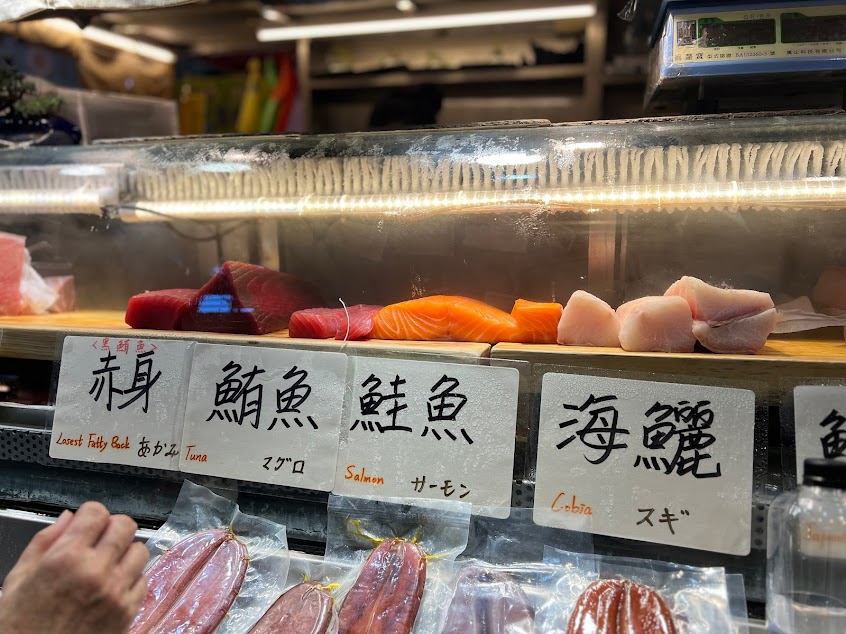 <黑鮪魚>
赤身
Losest Fatty Back あかみ
鮪魚
Tuna マグロ
鮭魚
Salmon サーモン
海鱺
Cobia スギ